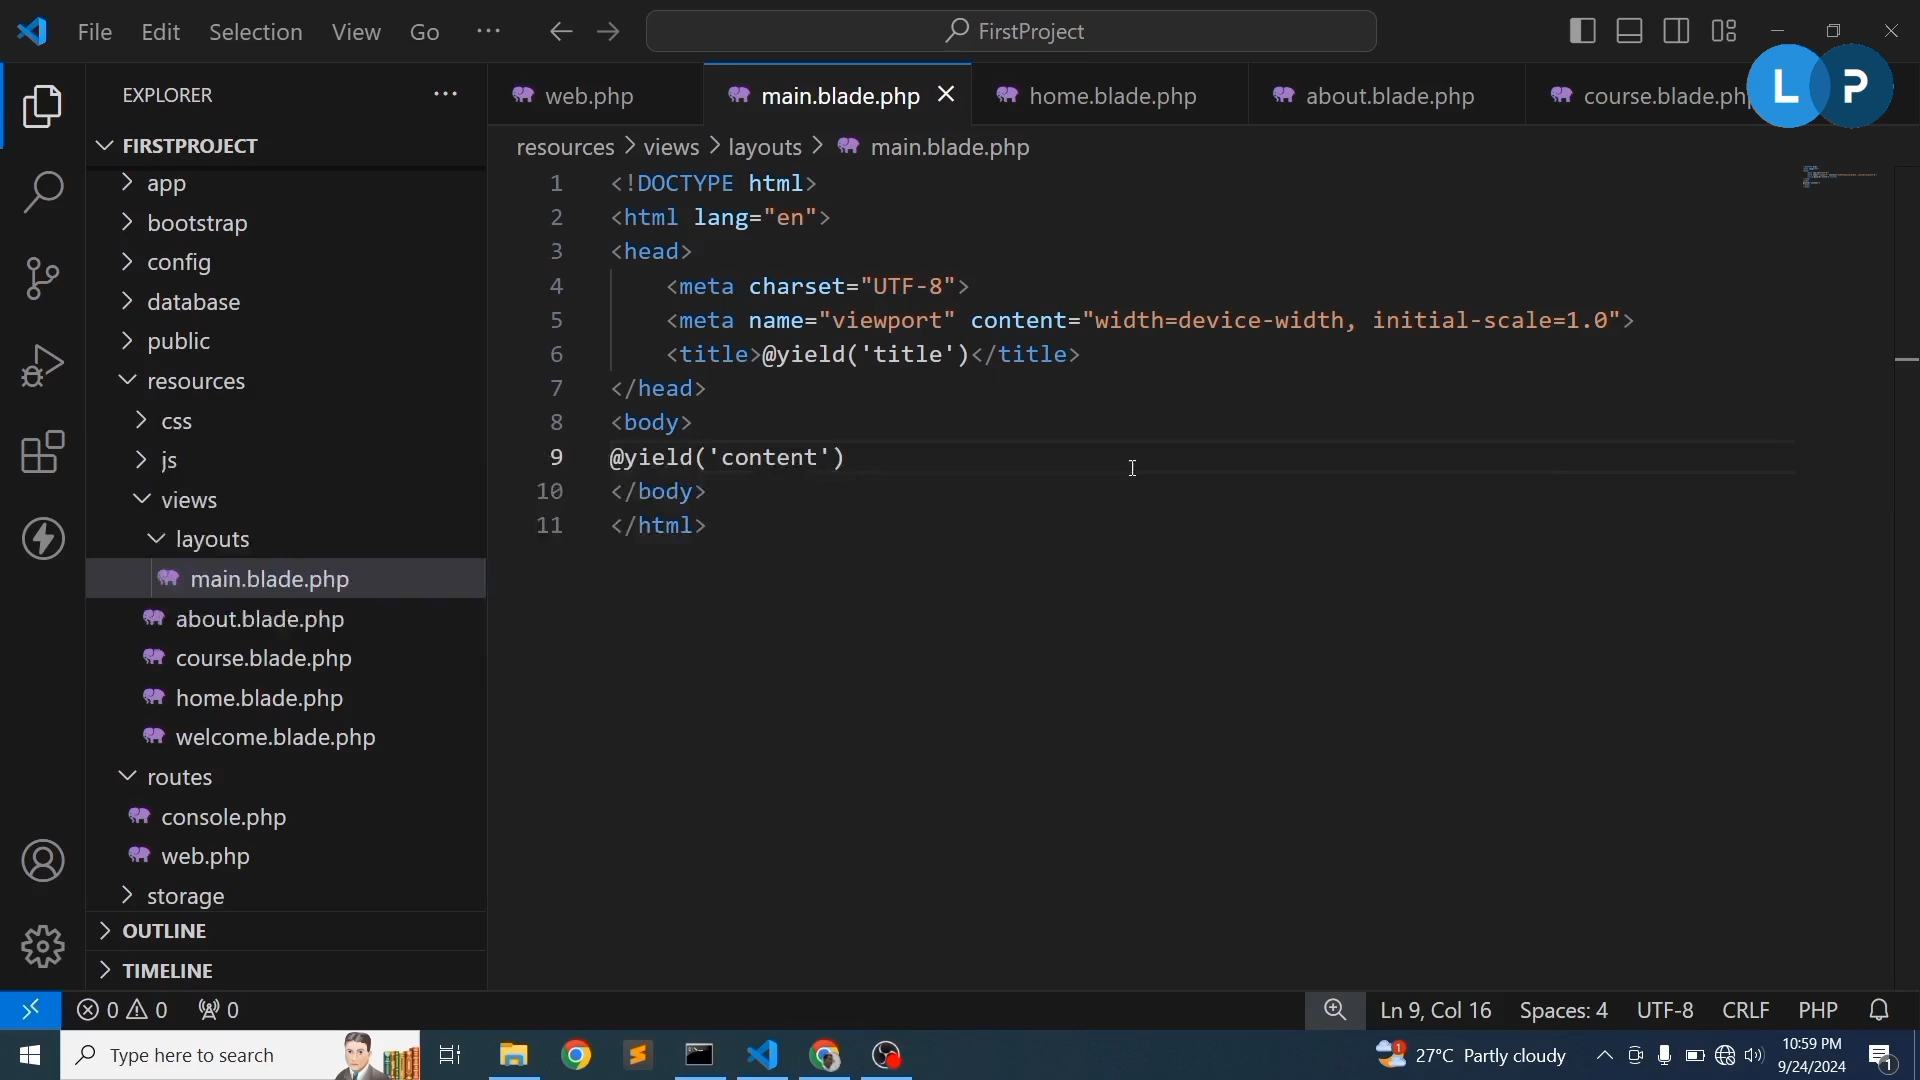 File Edit Selection View Go ... FirstProject
L P
EXPLORER ...
FIRSTPROJECT
app
bootstrap
config
database
public
resources
css
js
views
layouts
main.blade.php
about.blade.php
course.blade.php
home.blade.php
welcome.blade.php
routes
console.php
web.php
storage
OUTLINE
TIMELINE
web.php main.blade.php home.blade.php about.blade.php course.blade.ph
resources > views > layouts > main.blade.php
1 <!DOCTYPE html>
2 <html lang="en">
3 <head>
4 <meta charset="UTF-8">
5 <meta name="viewport" content="width=device-width, initial-scale=1.0">
6 <title>@yield('title')</title>
7 </head>
8 <body>
9 @yield('content')
10 </body>
11 </html>
0 0 0 Ln 9, Col 16 Spaces: 4 UTF-8 CRLF PHP
Type here to search 1 27°C Partly cloudy 10:59 PM
9/24/2024 1